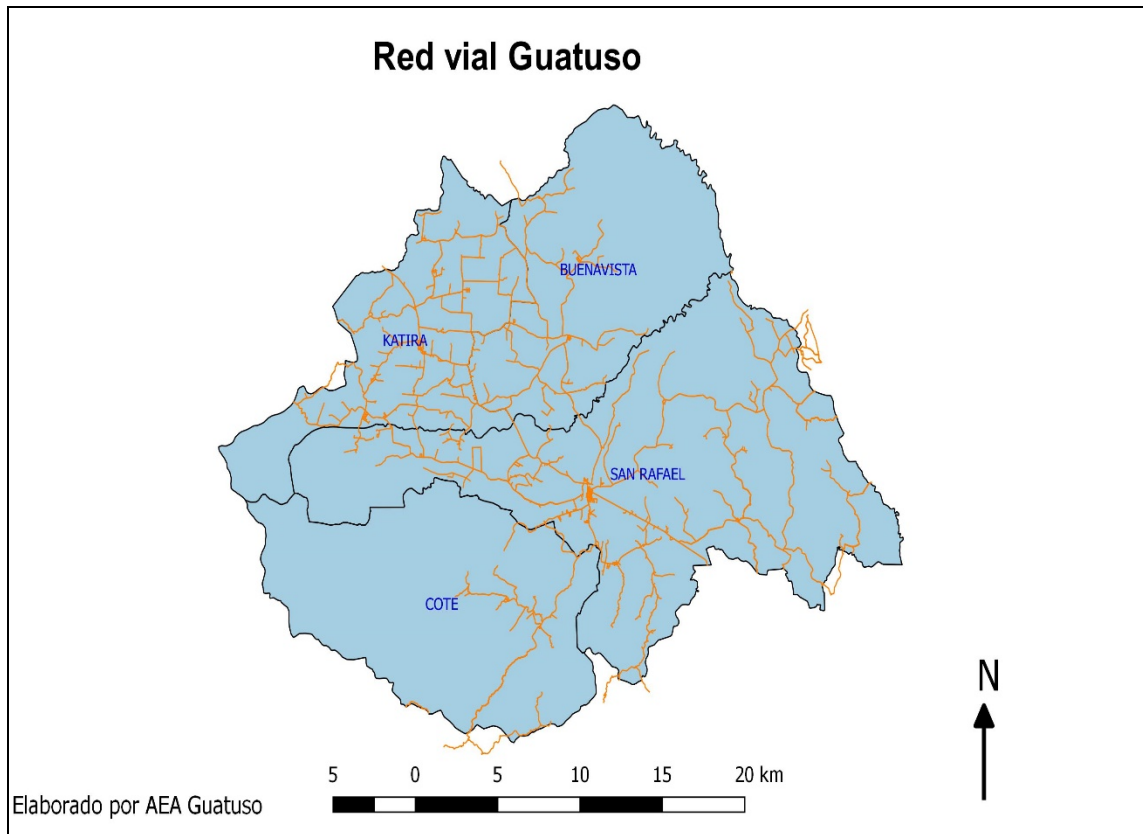 Red vial Guatuso
BUENAVISTA
KATIRA
SAN RAFAEL
COTE
N
5 0 5 10 15 20 km
Elaborado por AEA Guatuso